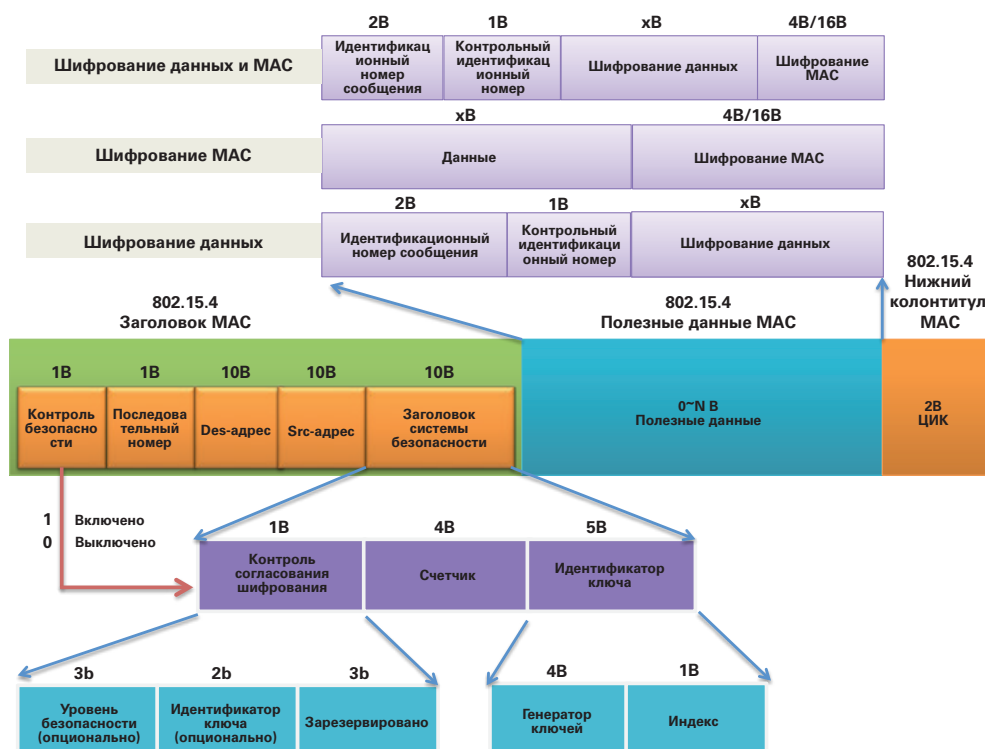 2B 1B xB 4B/16B
Шифрование данных и MAC
Идентификац
ионный
номер
сообщения
Контрольный
идентификац
ионный
номер
Шифрование данных
Шифрование
MAC
xB 4B/16B
Шифрование MAC
Данные
Шифрование MAC
2B 1B xB
Шифрование данных
Идентификационный
номер сообщения
Контрольный
идентификаци
онный номер
Шифрование данных
802.15.4
Заголовок MAC
802.15.4
Полезные данные MAC
802.15.4
Нижний
колонтитул
MAC
1B 1B 10B 10B 10B
Контроль
безопасно
сти
Последова
тельный
номер
Des-адрес
Src-адрес
Заголовок
системы
безопасности
0~N B
Полезные данные
2B
ЦИК
1 Включено
0 Выключено
1B 4B 5B
Контроль
согласования
шифрования
Счетчик
Идентификатор
ключа
3b 2b 3b
Уровень
безопасности
(опционально)
Идентификатор
ключа
(опционально)
Зарезервировано
4B 1B
Генератор
ключей
Индекс